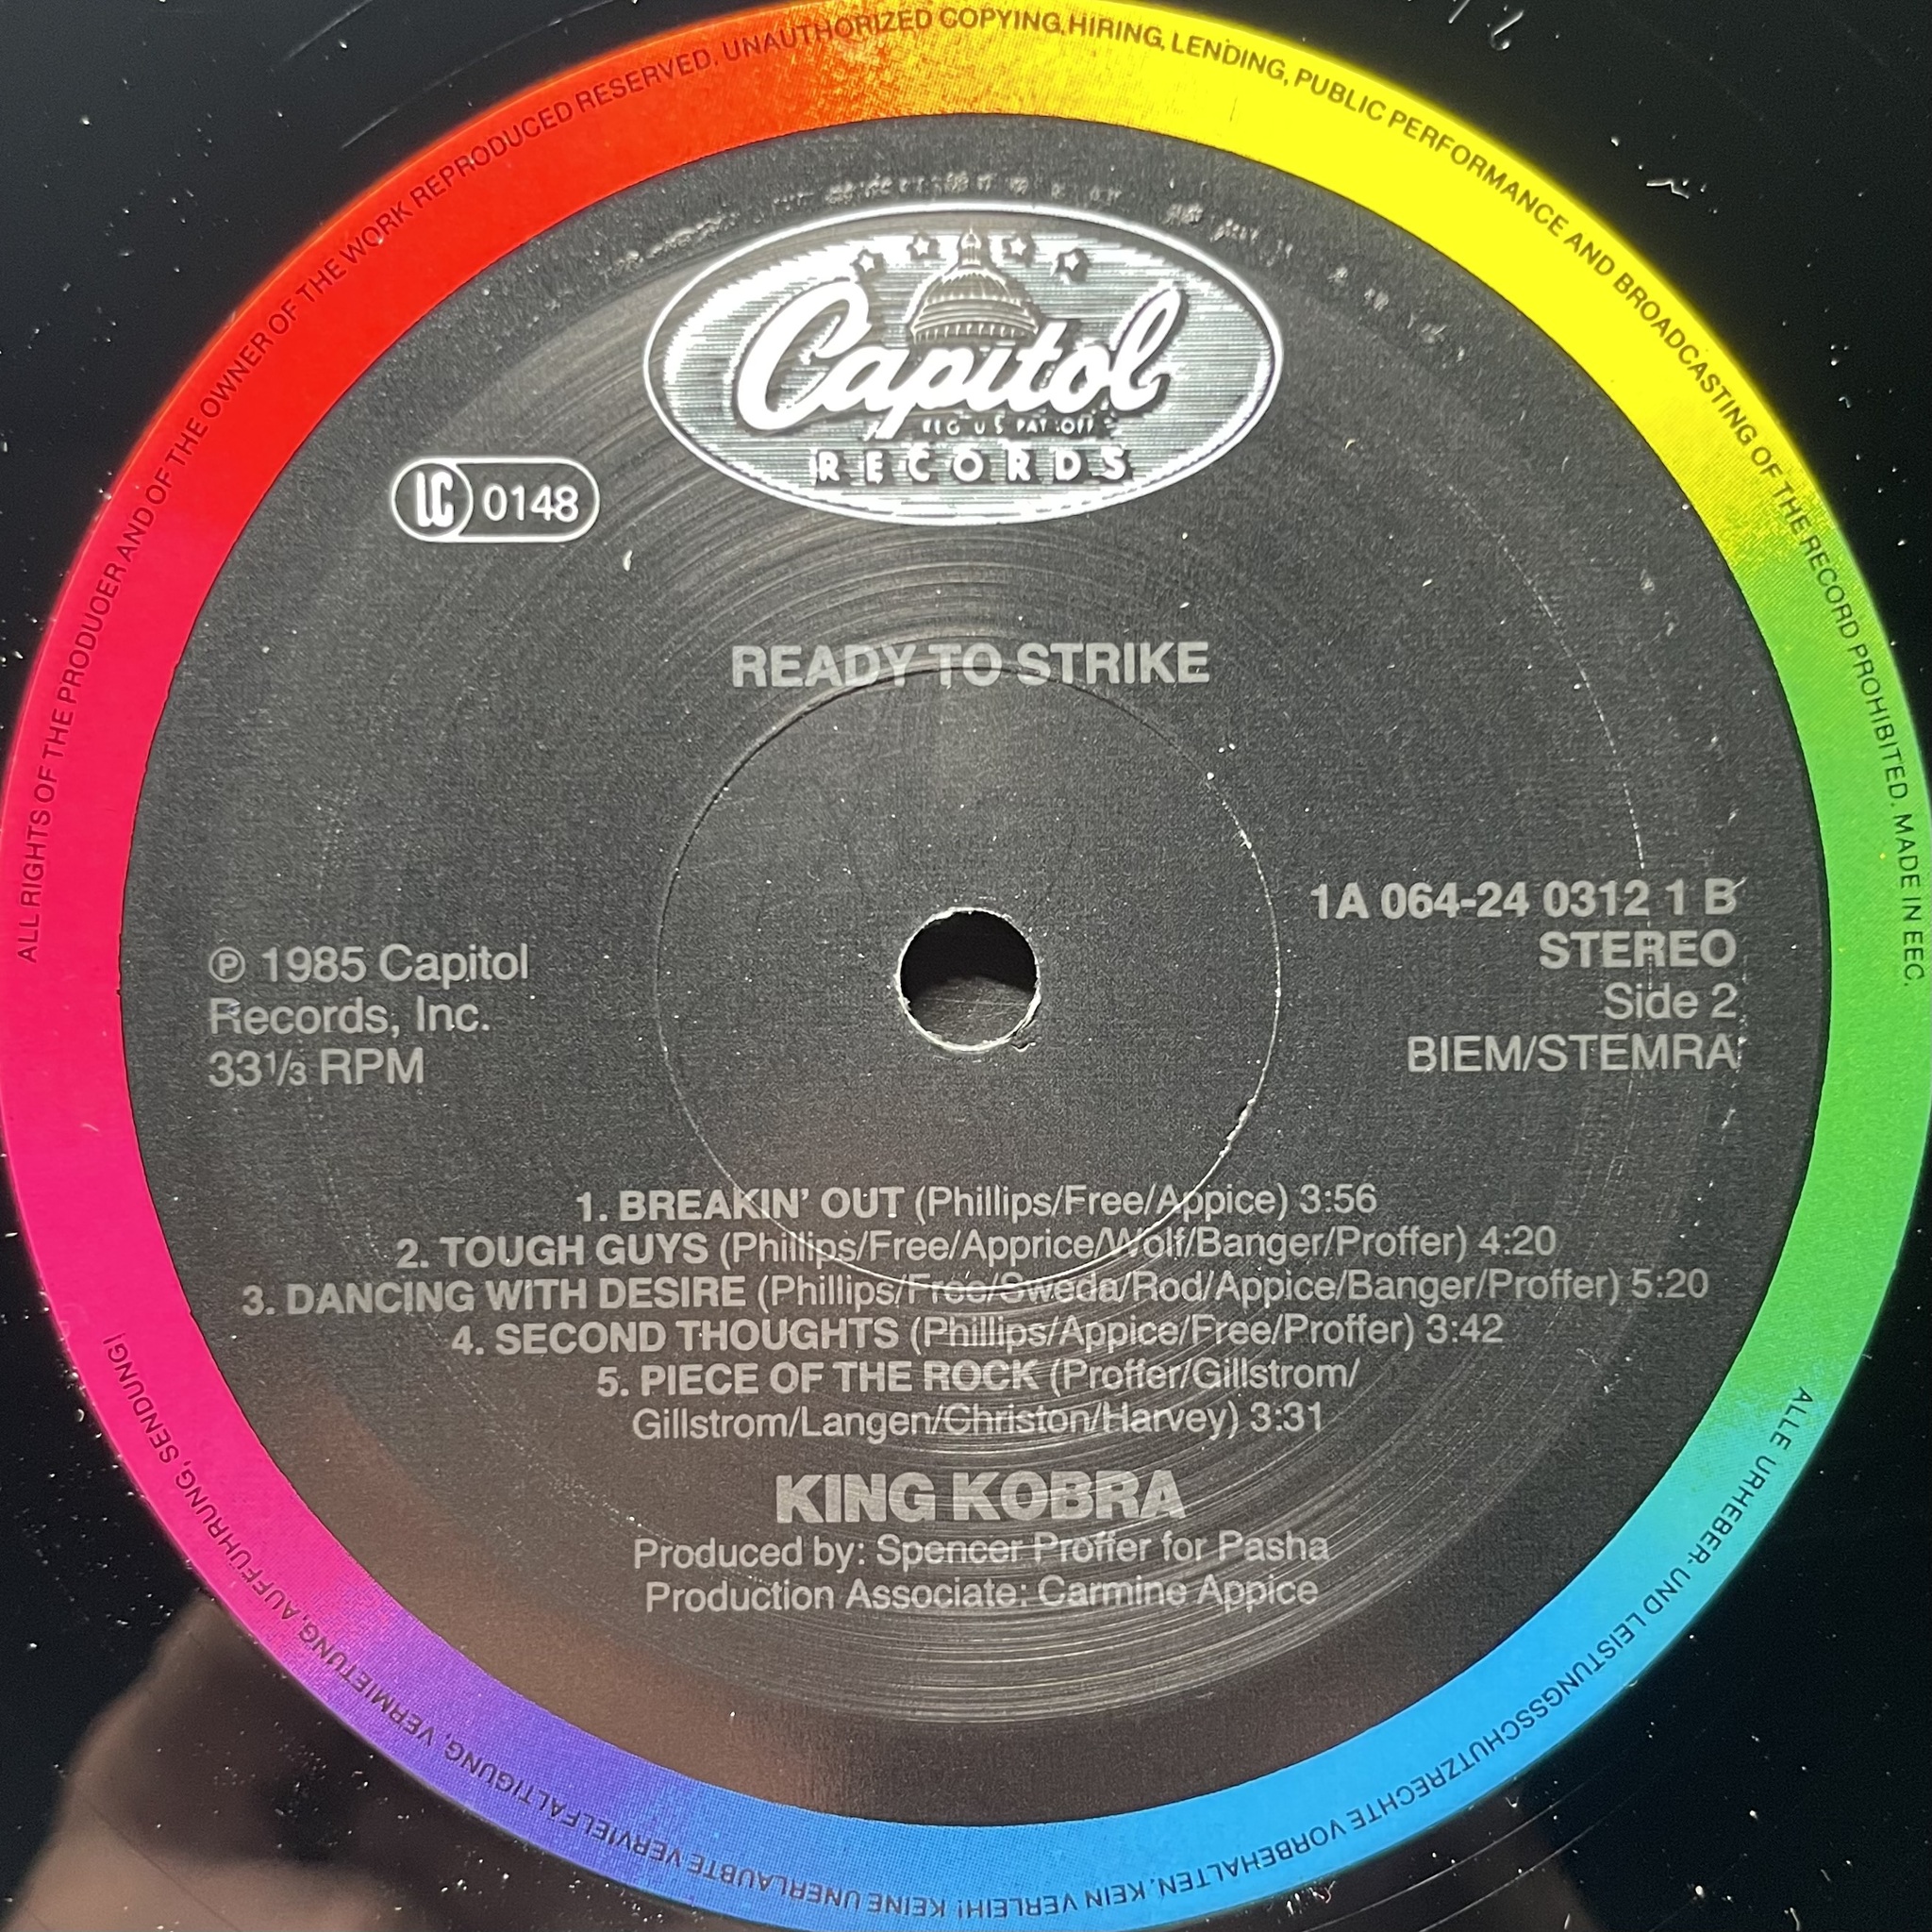 ALL RIGHTS OF THE PRODUCER AND OF THE OWNER OF THE WORK REPRODUCED RESERVED. UNAUTHORIZED COPYING, HIRING, LENDING, PUBLIC PERFORMANCE AND BROADCASTING OF THE RECORD PROHIBITED. MADE IN EEC.
Capitol
REG US PAT OFF
RECORDS
LC 0148
READY TO STRIKE
℗ 1985 Capitol
Records, Inc.
33 1/3 RPM
1A 064-24 0312 1 B
STEREO
Side 2
BIEM/STEMRA
1. BREAKIN' OUT (Phillips/Free/Appice) 3:56
2. TOUGH GUYS (Phillips/Free/Apprice/Wolf/Banger/Proffer) 4:20
3. DANCING WITH DESIRE (Phillips/Free/Sweda/Rod/Appice/Banger/Proffer) 5:20
4. SECOND THOUGHTS (Phillips/Appice/Free/Proffer) 3:42
5. PIECE OF THE ROCK (Proffer/Gillstrom/
Gillstrom/Langen/Christon/Harvey) 3:31
KING KOBRA
Produced by: Spencer Proffer for Pasha
Production Associate: Carmine Appice
ALLE URHEBER- UND LEISTUNGSSCHUTZRECHTE VORBEHALTEN. KEIN VERLEIH! KEINE UNERLAUBTE VERVIELFÄLTIGUNG, VERMIETUNG, AUFFÜHRUNG, SENDUNG!